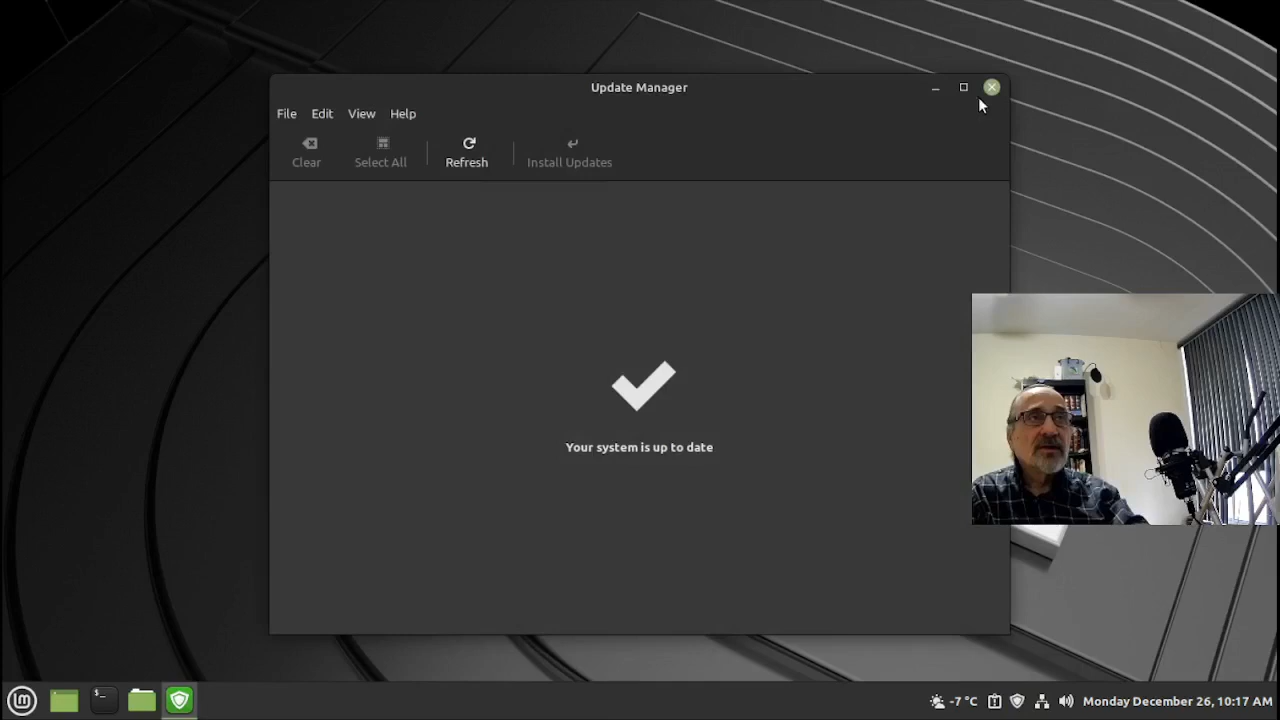 Update Manager
File Edit View Help
Clear Select All Refresh Install Updates
Your system is up to date
-7 °C Monday December 26, 10:17 AM